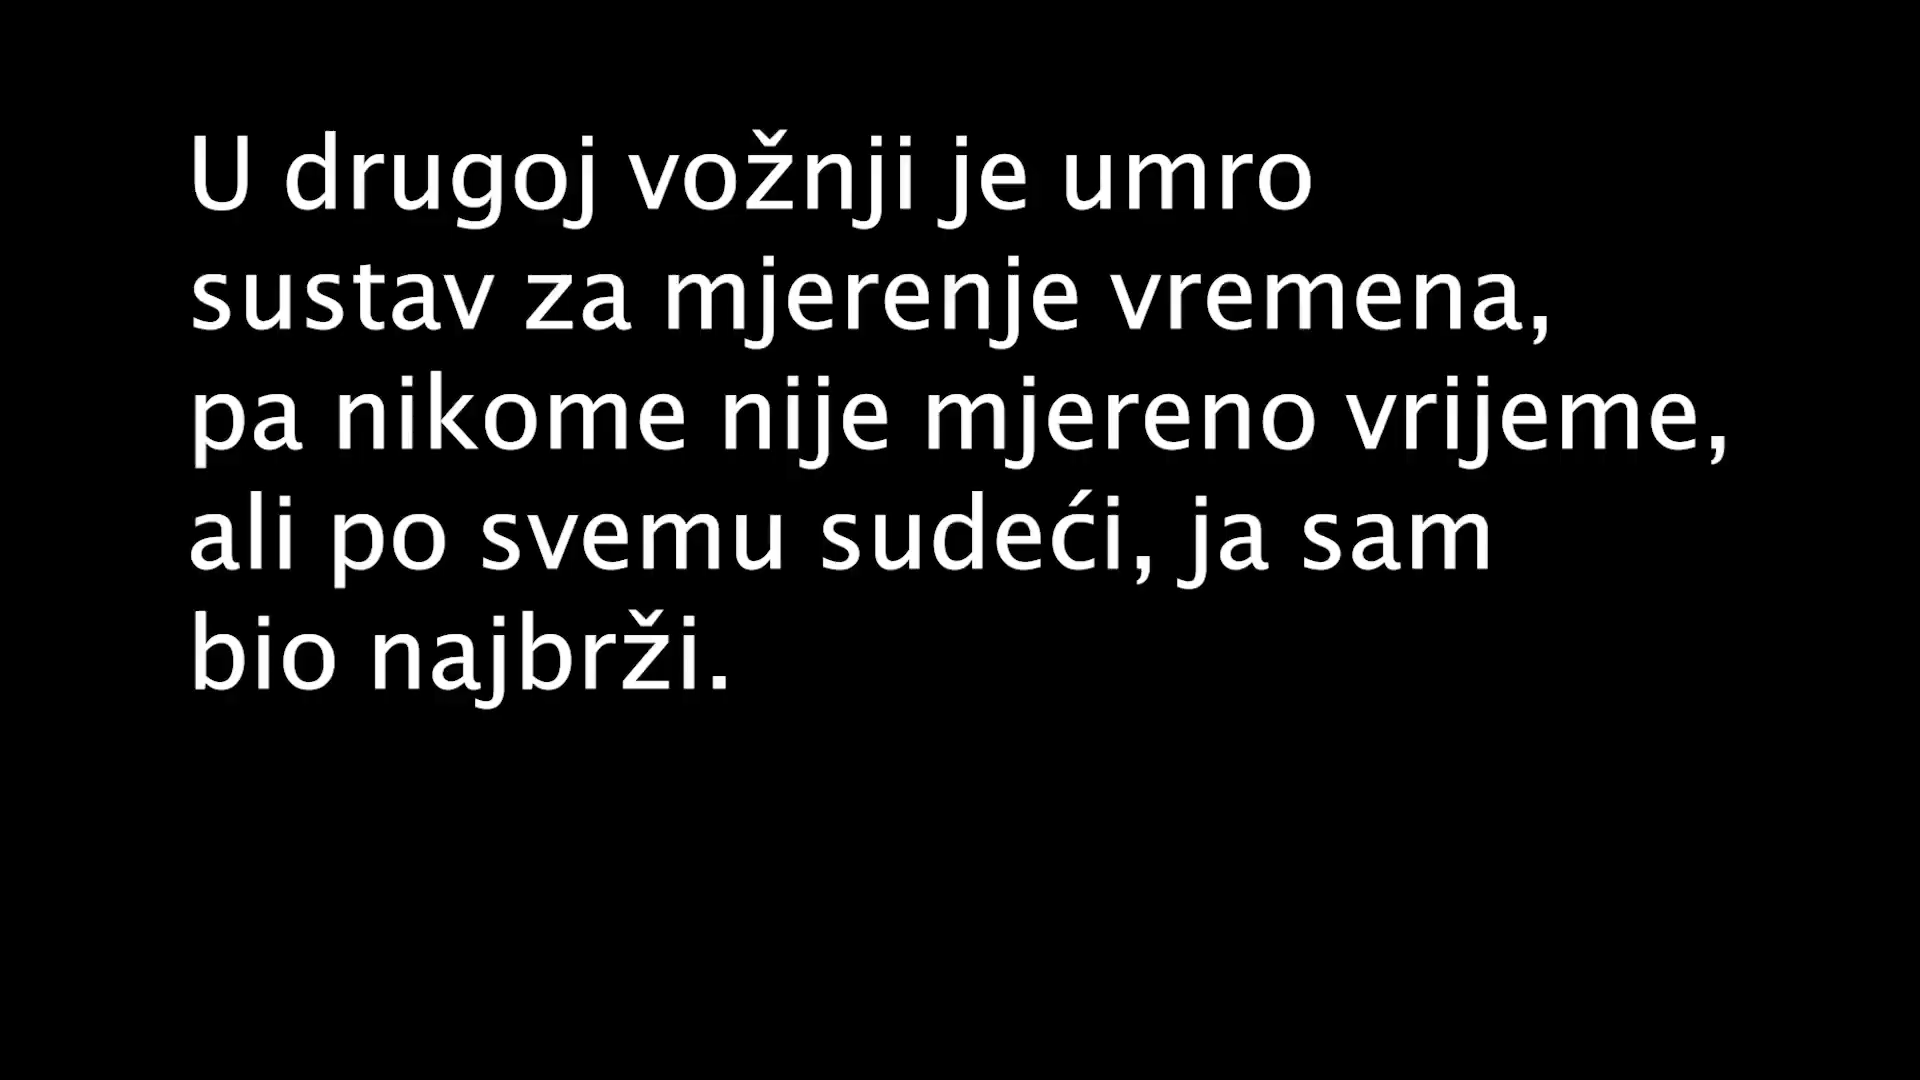 U drugoj vožnji je umro
sustav za mjerenje vremena,
pa nikome nije mjereno vrijeme,
ali po svemu sudeći, ja sam
bio najbrži.